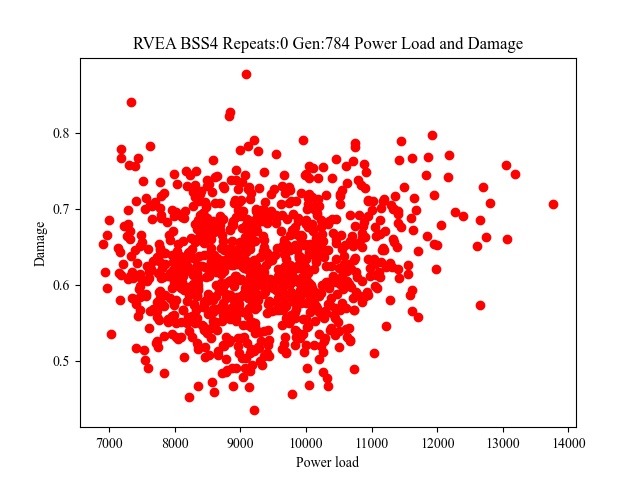 RVEA BSS4 Repeats:0 Gen:784 Power Load and Damage
0.8
0.7
0.6
0.5
Damage
7000 8000 9000 10000 11000 12000 13000 14000
Power load